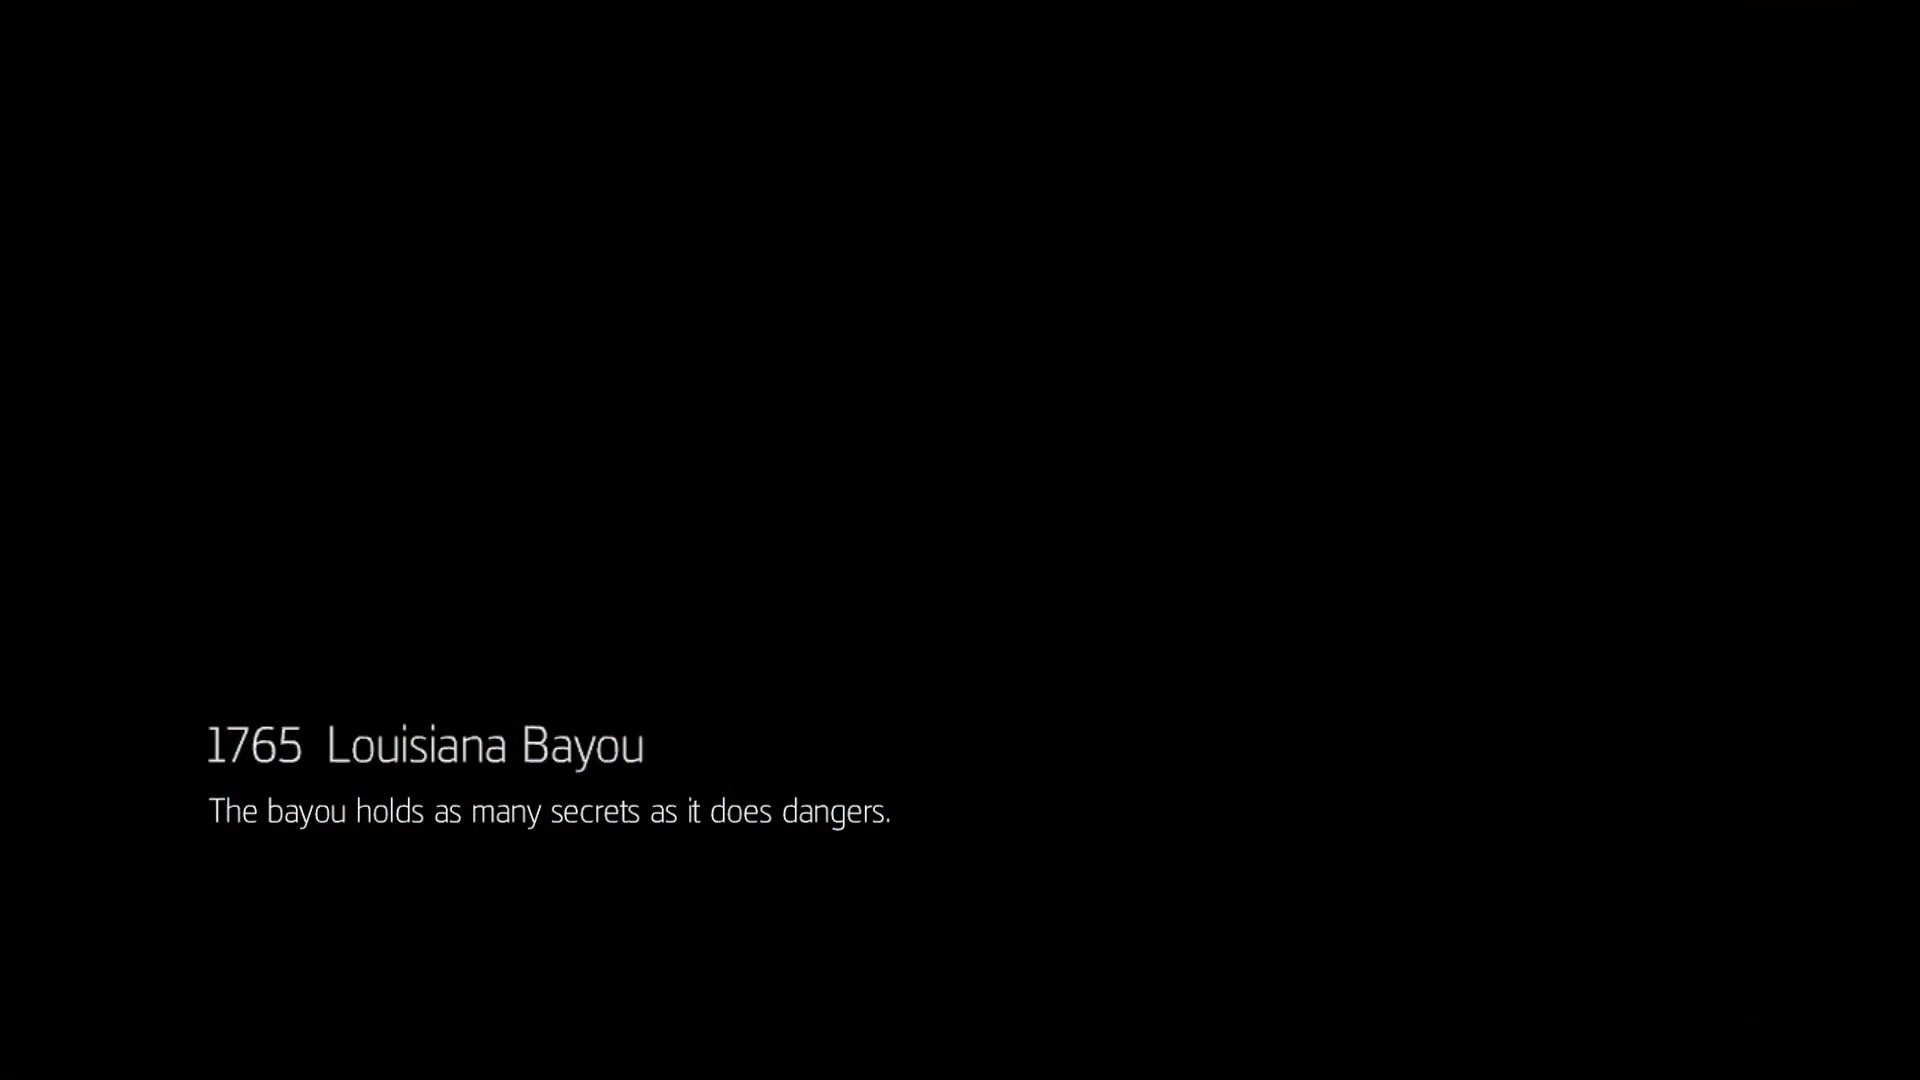 1765 Louisiana Bayou
The bayou holds as many secrets as it does dangers.